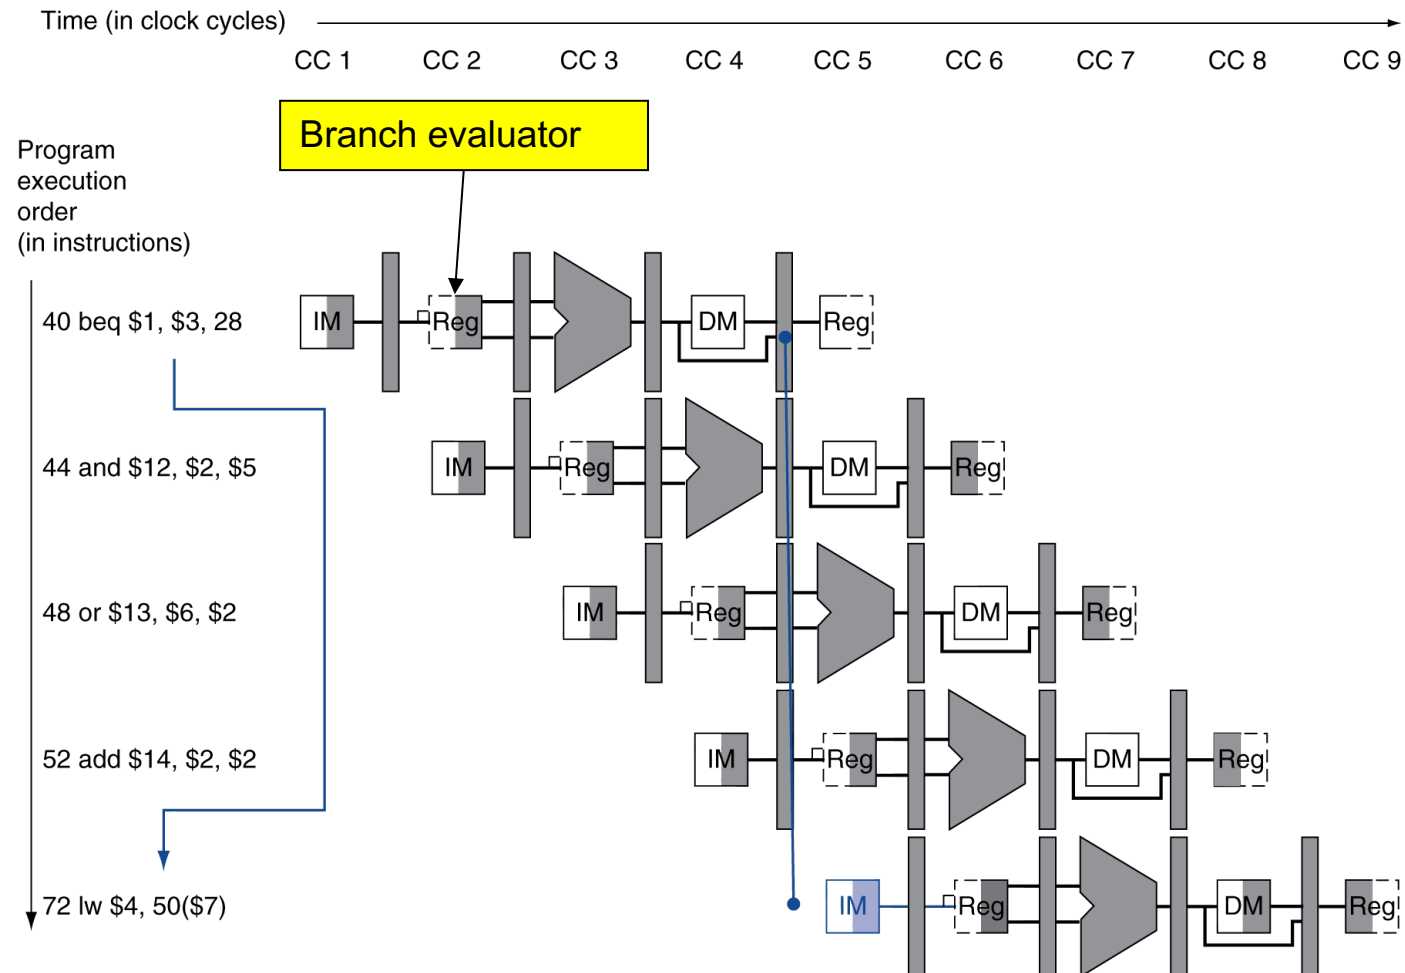 Time (in clock cycles)
CC 1 CC 2 CC 3 CC 4 CC 5 CC 6 CC 7 CC 8 CC 9
Branch evaluator
Program
execution
order
(in instructions)
40 beq $1, $3, 28
IM Reg DM Reg
44 and $12, $2, $5
IM Reg DM Reg
48 or $13, $6, $2
IM Reg DM Reg
52 add $14, $2, $2
IM Reg DM Reg
72 lw $4, 50($7)
IM Reg DM Reg